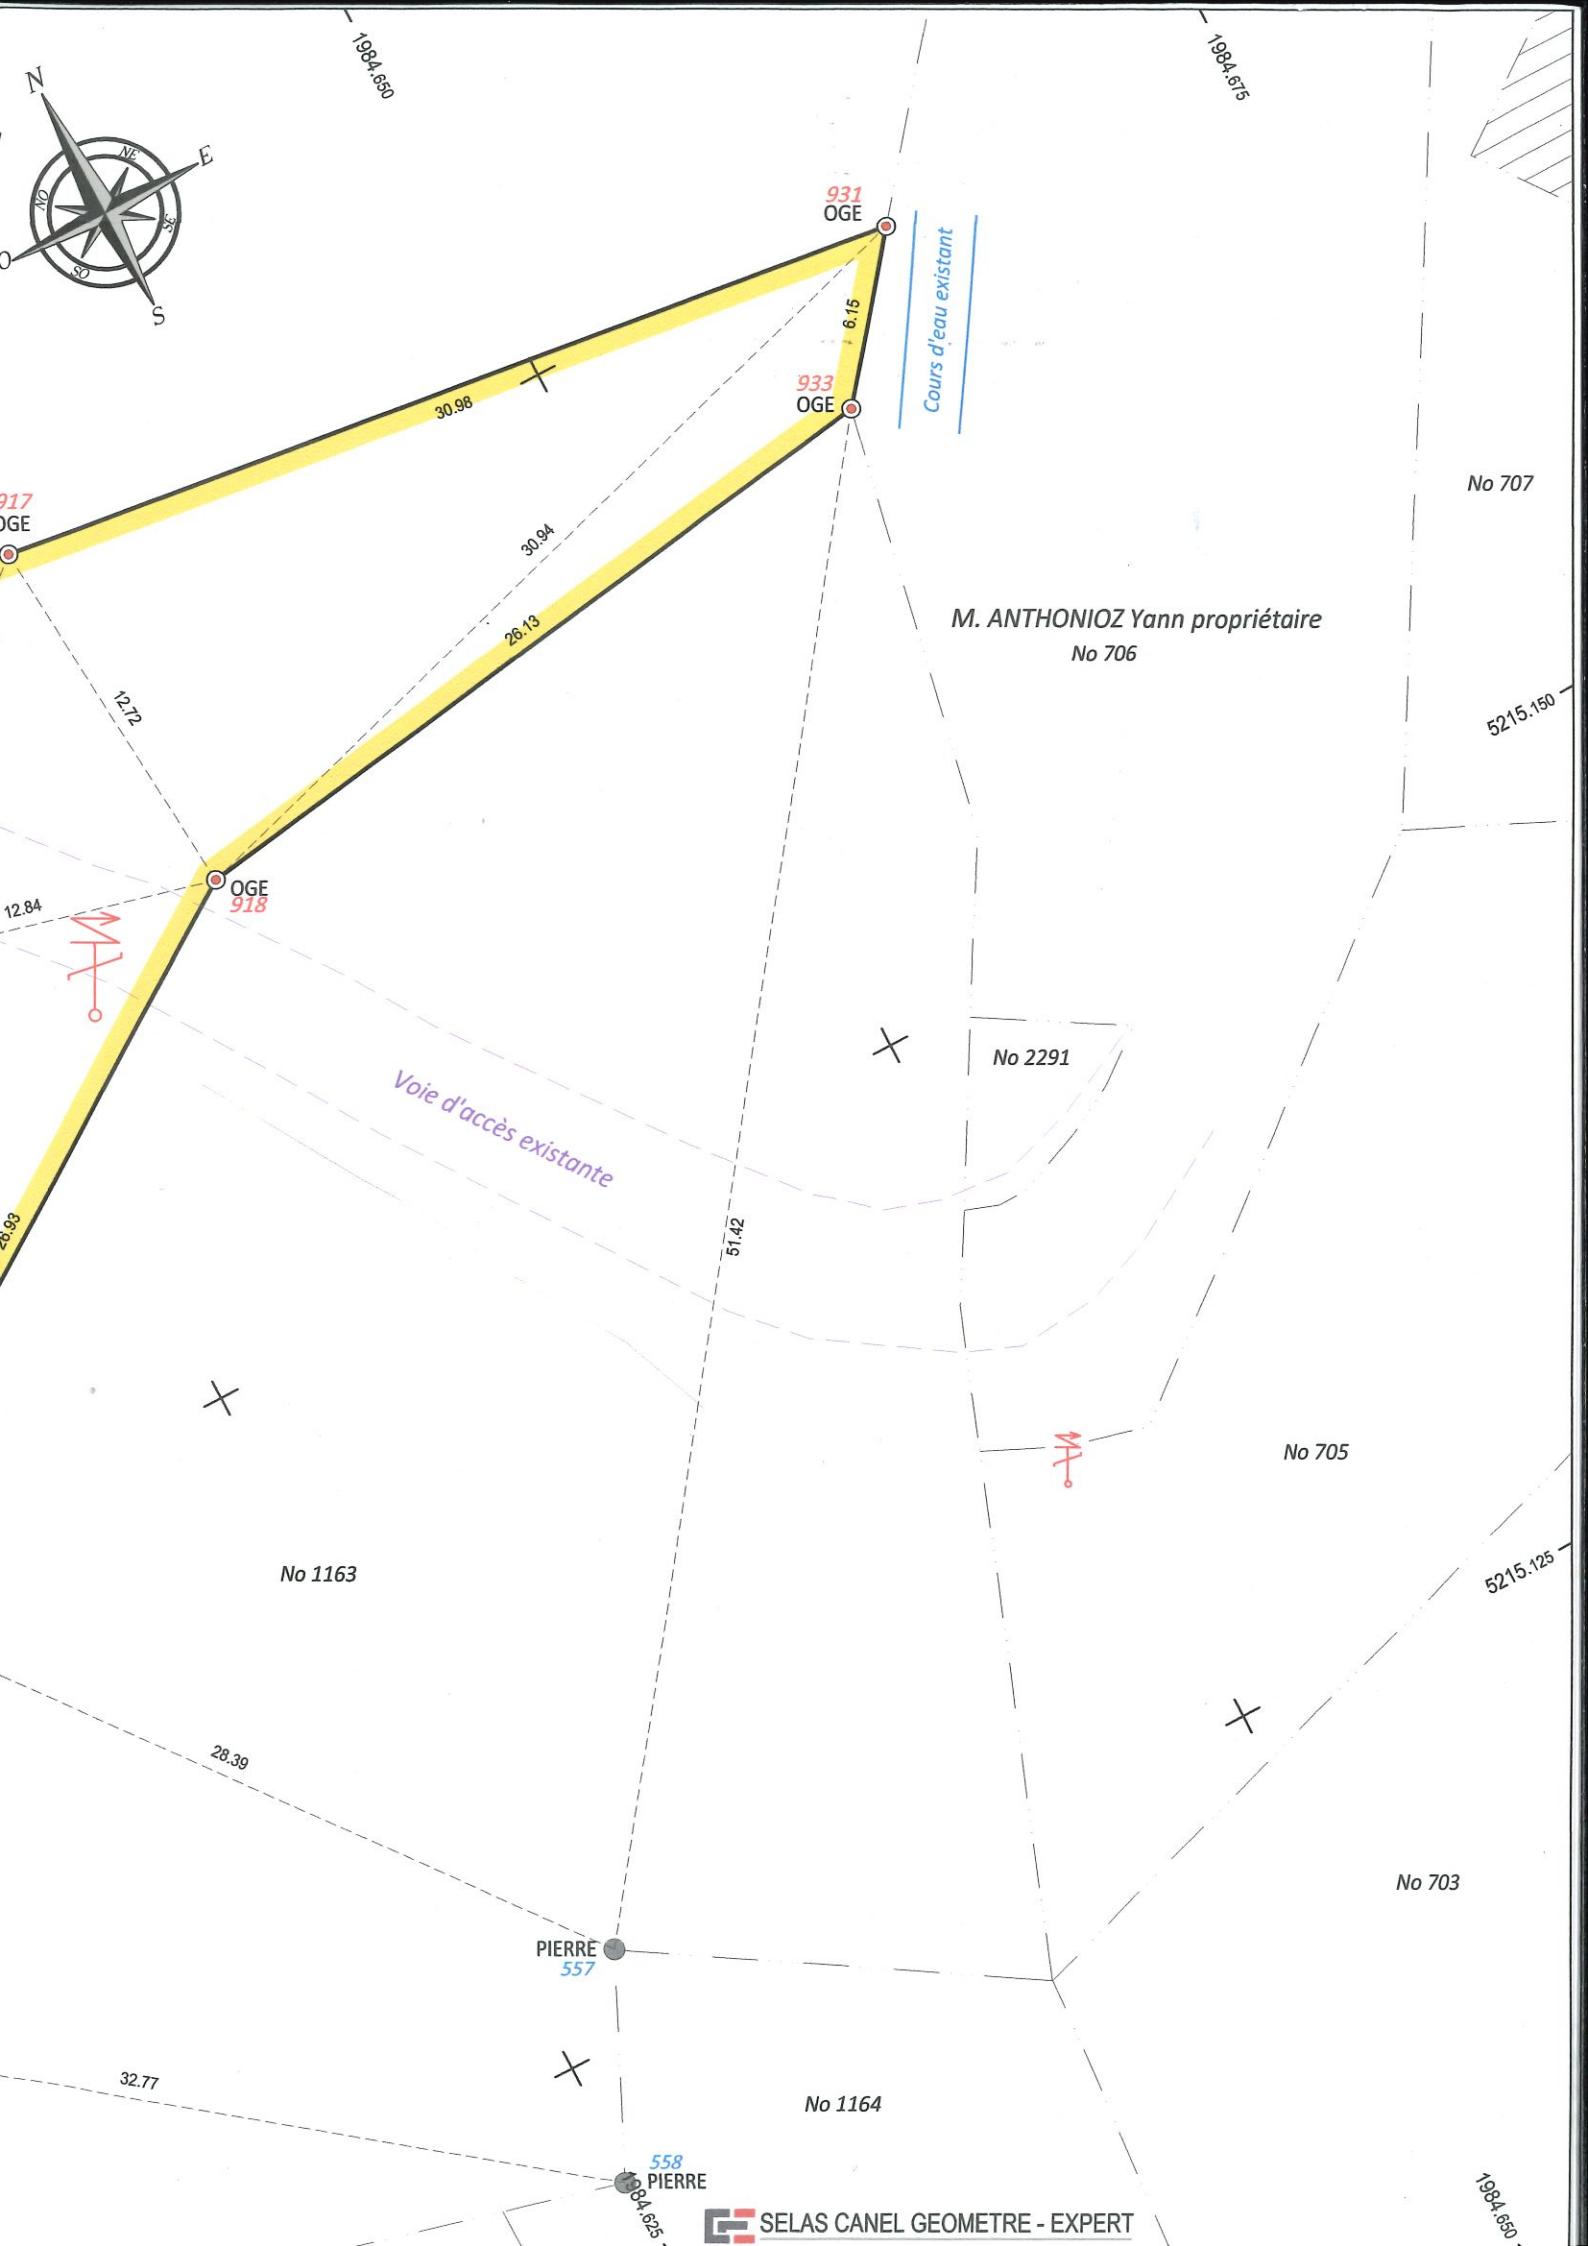 1984.650
1984.675
N
NE
E
NO
SE
O
SO
S
931
OGE
Cours d'eau existant
6.15
933
OGE
30.98
No 707
917
OGE
30.94
M. ANTHONIOZ Yann propriétaire
No 706
26.13
12.72
5215.150
OGE
918
12.84
No 2291
Voie d'accès existante
26.93
51.42
No 705
5215.125
No 1163
28.39
No 703
PIERRE
557
32.77
No 1164
558
PIERRE
1984.625
1984.650
SELAS CANEL GEOMETRE - EXPERT